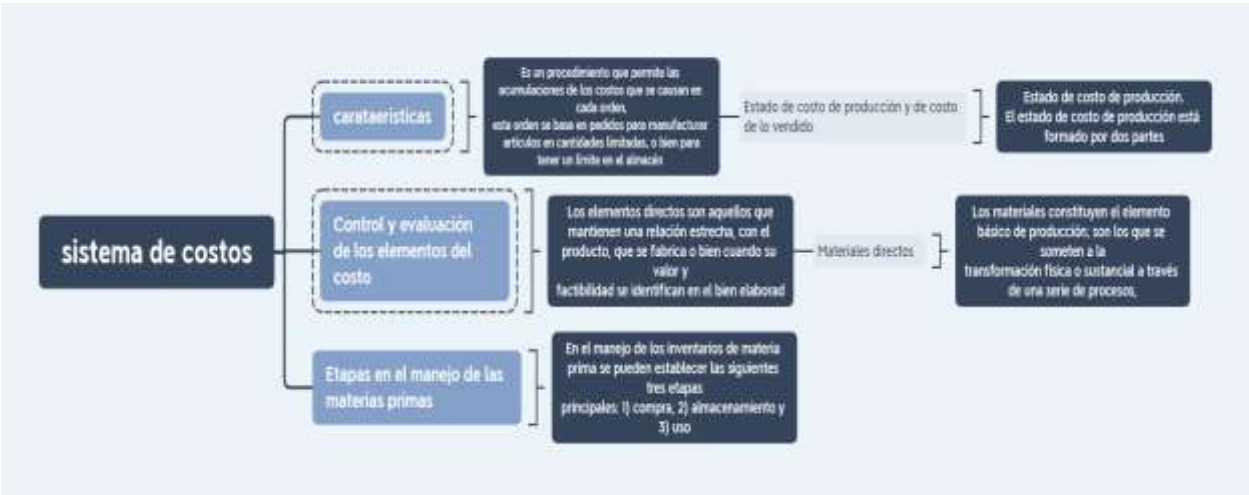 sistema de costos
carataerísticas
Es un procedimiento que permite las
acumulaciones de los costos que se causan en
cada orden.
esta orden se basa en pedidos para manufacturar
artículos en cantidades limitadas, o bien para
tener un límite en el almacén
Estado de costo de producción y de costo
de lo vendido
Estado de costo de producción.
El estado de costo de producción está
formado por dos partes
Control y evaluación
de los elementos del
costo
Los elementos directos son aquellos que
mantienen una relación estrecha, con el
producto, que se fabrica o bien cuando su
valor y
factibilidad se identifican en el bien elaborad
Materiales directos
Los materiales constituyen el elemento
básico de producción; son los que se
someten a la
transformación física o sustancial a través
de una serie de procesos,
Etapas en el manejo de las
materias primas
En el manejo de los inventarios de materia
prima se pueden establecer las siguientes
tres etapas
principales: 1) compra, 2) almacenamiento y
3) uso